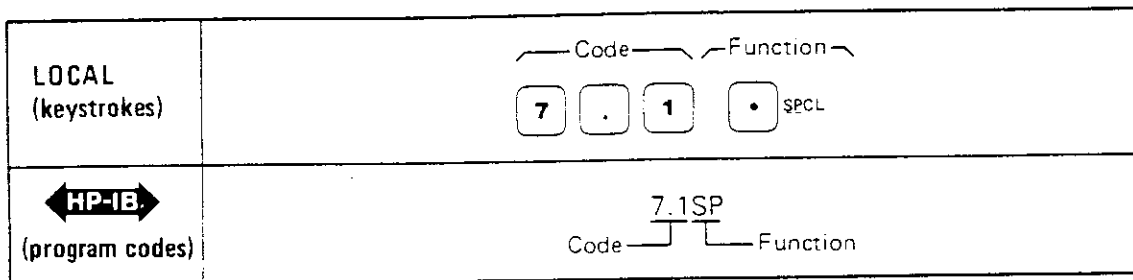 LOCAL
(keystrokes)
Code Function
7 . 1 • SPCL
HP-IB
(program codes)
7.1SP
Code Function